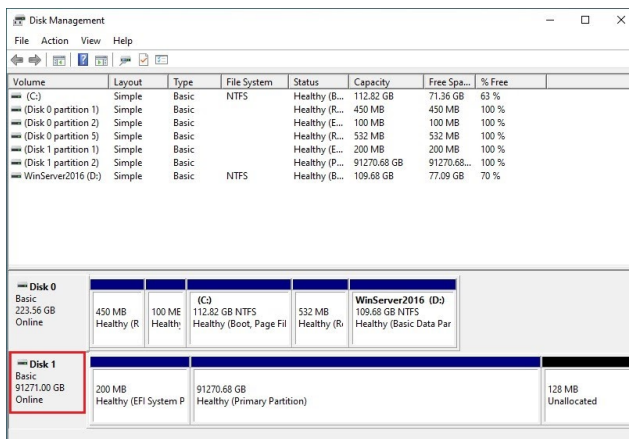 Disk Management
File Action View Help
Volume Layout Type File System Status Capacity Free Spa... % Free
(C:) Simple Basic NTFS Healthy (B... 112.82 GB 71.36 GB 63 %
(Disk 0 partition 1) Simple Basic Healthy (R... 450 MB 450 MB 100 %
(Disk 0 partition 2) Simple Basic Healthy (E... 100 MB 100 MB 100 %
(Disk 0 partition 5) Simple Basic Healthy (R... 532 MB 532 MB 100 %
(Disk 1 partition 1) Simple Basic Healthy (E... 200 MB 200 MB 100 %
(Disk 1 partition 2) Simple Basic Healthy (P... 91270.68 GB 91270.68... 100 %
WinServer2016 (D:) Simple Basic NTFS Healthy (B... 109.68 GB 77.09 GB 70 %
Disk 0
Basic
223.56 GB
Online
450 MB
Healthy (R
100 ME
Healthy
(C:)
112.82 GB NTFS
Healthy (Boot, Page Fil
532 MB
Healthy (R
WinServer2016 (D:)
109.68 GB NTFS
Healthy (Basic Data Par
Disk 1
Basic
91271.00 GB
Online
200 MB
Healthy (EFI System P
91270.68 GB
Healthy (Primary Partition)
128 MB
Unallocated